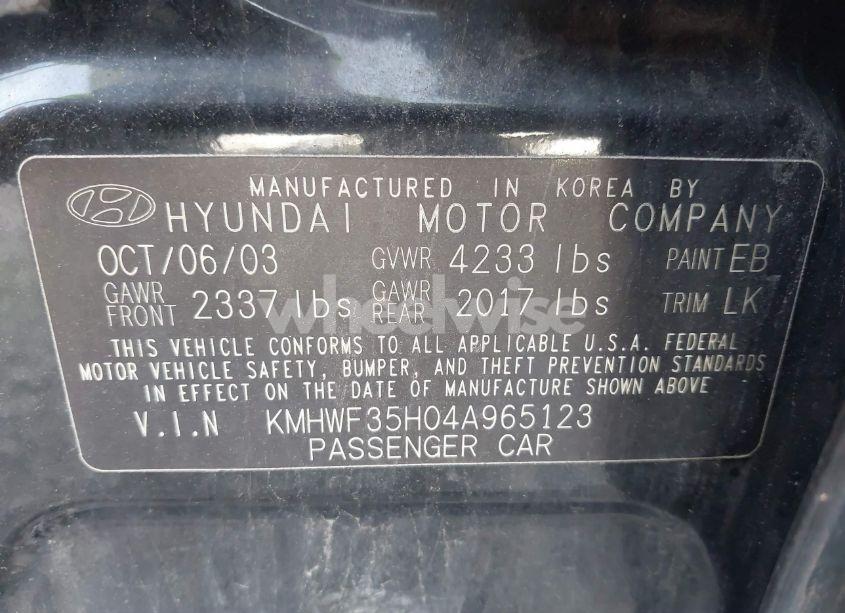 MANUFACTURED IN KOREA BY
HYUNDAI MOTOR COMPANY
OCT/06/03 GVWR 4233 lbs PAINT EB
GAWR FRONT 2337 lbs GAWR REAR 2017 lbs TRIM LK
THIS VEHICLE CONFORMS TO ALL APPLICABLE U.S.A. FEDERAL
MOTOR VEHICLE SAFETY, BUMPER, AND THEFT PREVENTION STANDARDS
IN EFFECT ON THE DATE OF MANUFACTURE SHOWN ABOVE
V.I.N KMHWF35H04A965123
PASSENGER CAR
wheelwise